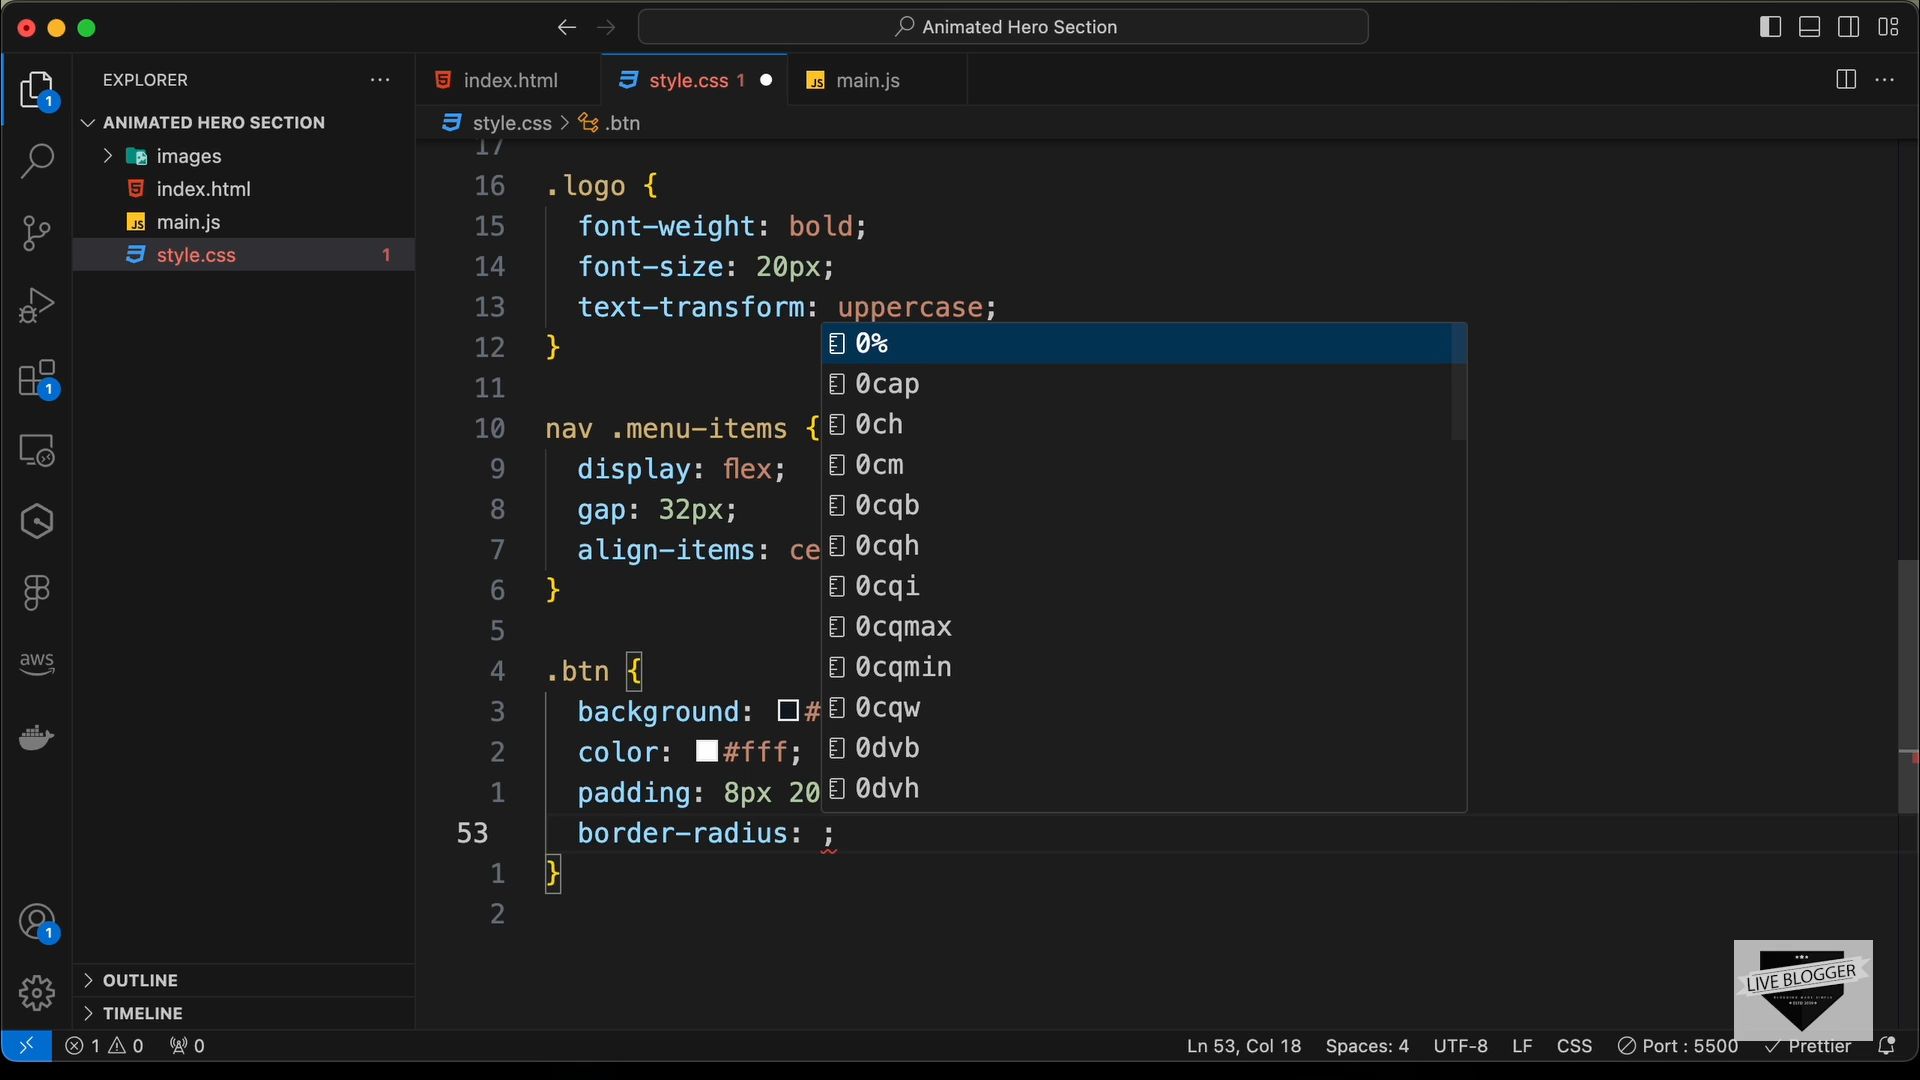 Animated Hero Section
EXPLORER
index.html
style.css 1
main.js
ANIMATED HERO SECTION
style.css > .btn
images
index.html
main.js
style.css 1
17
16 .logo {
15 font-weight: bold;
14 font-size: 20px;
13 text-transform: uppercase;
12 }
11
10 nav .menu-items {
9 display: flex;
8 gap: 32px;
7 align-items: ce
6 }
5
4 .btn {
3 background: #
2 color: #fff;
1 padding: 8px 20
53 border-radius: ;
1 }
2
0%
0cap
0ch
0cm
0cqb
0cqh
0cqi
0cqmax
0cqmin
0cqw
0dvb
0dvh
1
1
aws
1
OUTLINE
TIMELINE
LIVE BLOGGER
1 0 0
Ln 53, Col 18 Spaces: 4 UTF-8 LF CSS Port : 5500 Prettier